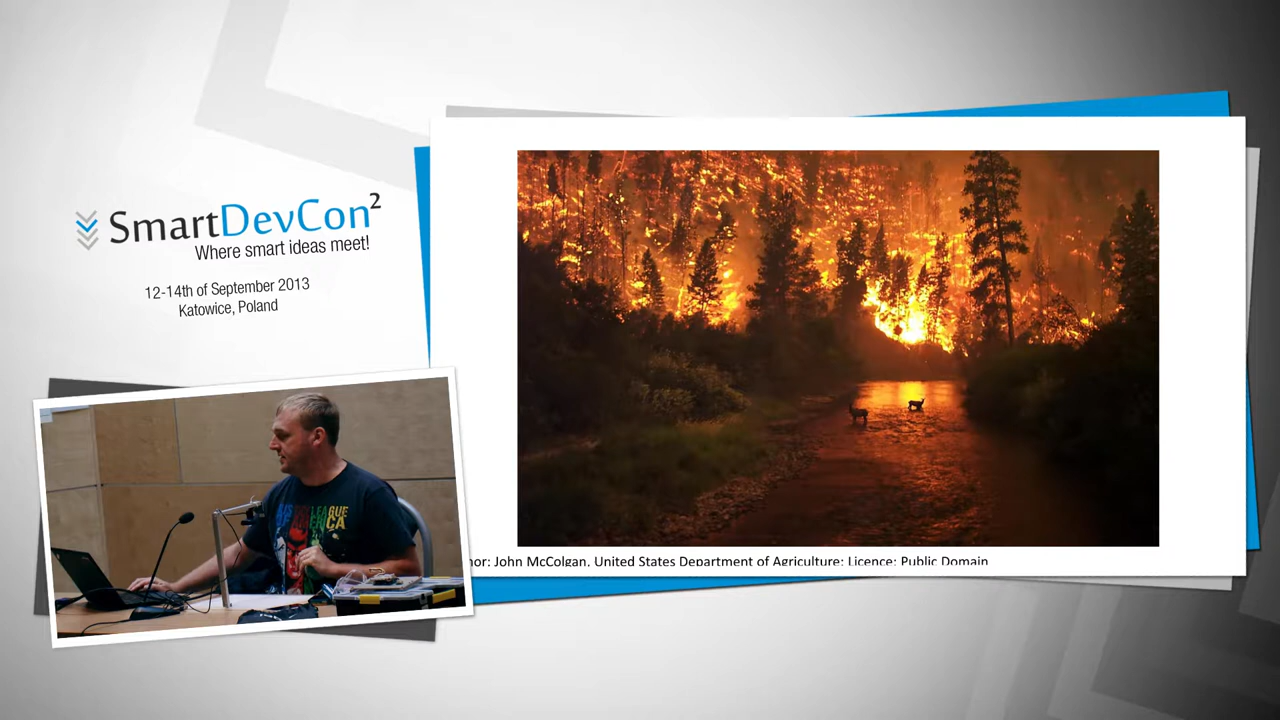 SmartDevCon²
Where smart ideas meet!
12-14th of September 2013
Katowice, Poland
LEAGUE
hor: John McColgan, United States Department of Agriculture; Licence: Public Domain